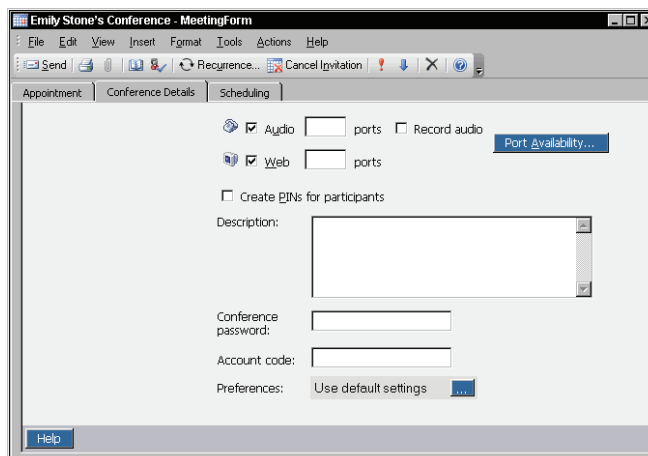 Emily Stone's Conference - MeetingForm
File Edit View Insert Format Tools Actions Help
Send Recurrence... Cancel Invitation
Appointment Conference Details Scheduling
Audio ports Record audio
Port Availability...
Web ports
Create PINs for participants
Description:
Conference
password:
Account code:
Preferences: Use default settings ...
Help